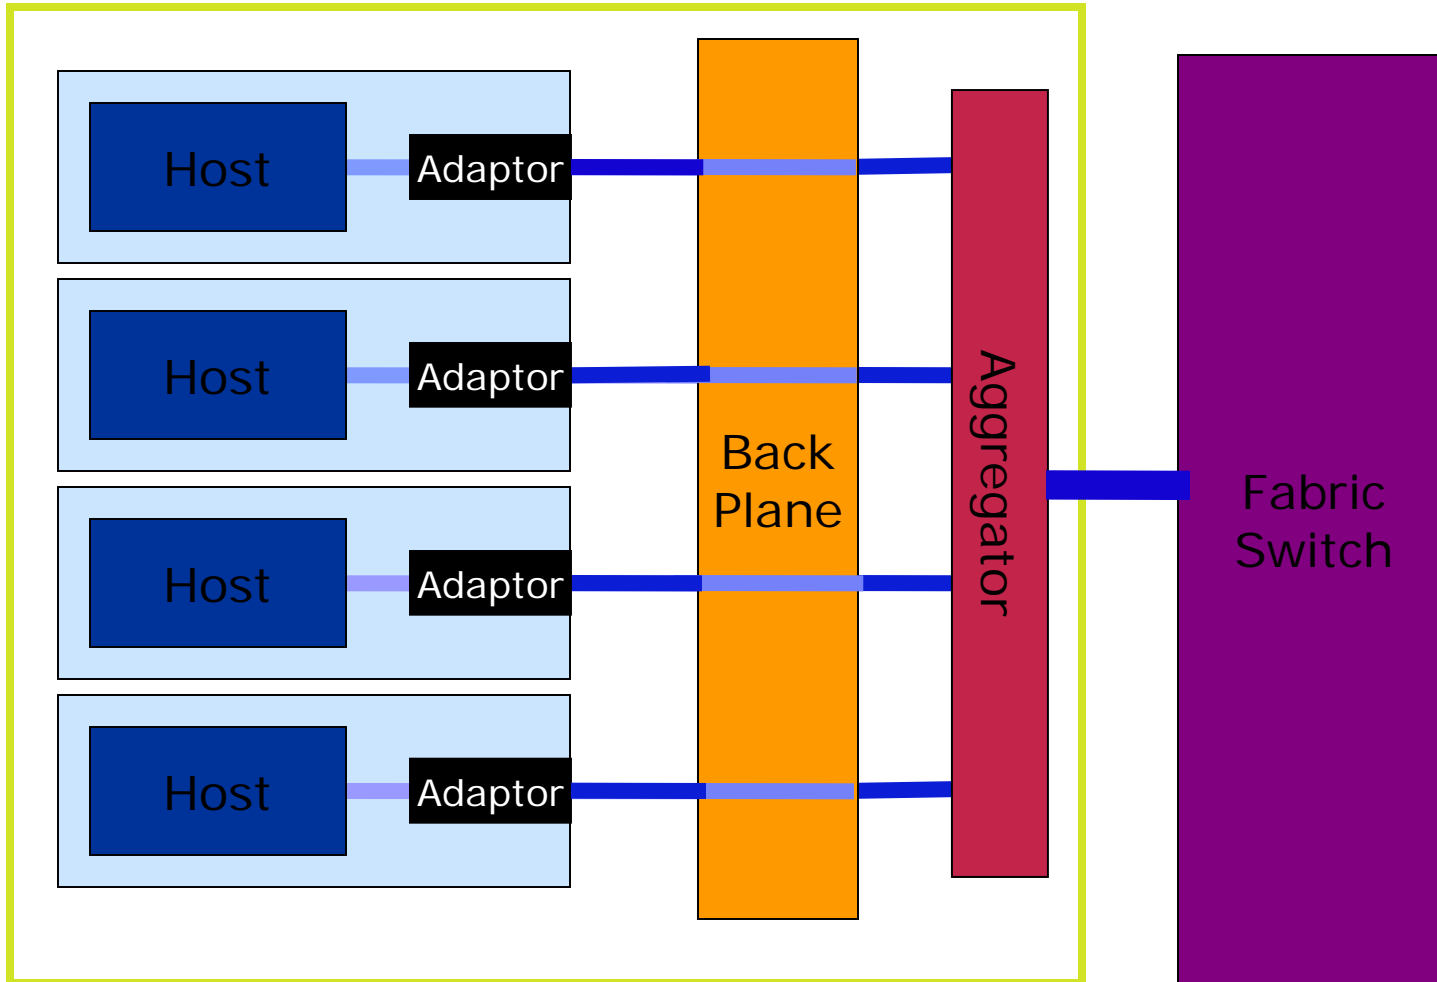 Host
Adaptor
Host
Adaptor
Host
Adaptor
Host
Adaptor
Back
Plane
Aggregator
Fabric
Switch